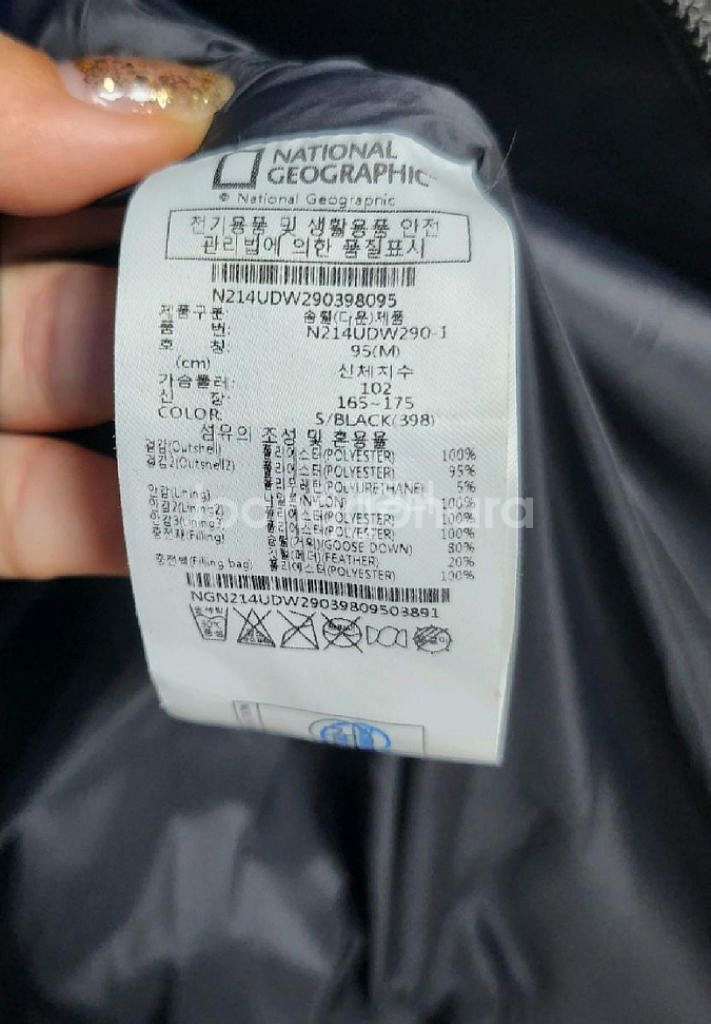 NATIONAL
GEOGRAPHIC
© National Geographic
전기용품 및 생활용품 안전
관리법에 의한 품질표시
N214UDW290398095
제품구분: 솜털(다운)제품
품 번: N214UDW290-1
호 칭: 95(M)
(cm) 신체치수
가슴둘레: 102
신 장: 165~175
COLOR: S/BLACK(398)
섬유의 조성 및 혼용율
겉감(Outshell) 폴리에스터(POLYESTER) 100%
겉감2(Outshell2) 폴리에스터(POLYESTER) 95%
폴리우레탄(POLYURETHANE) 5%
안감(Lining) 나일론(NYLON) 100%
안감2(Lining2) 폴리에스터(POLYESTER) 100%
안감3(Lining3) 폴리에스터(POLYESTER) 100%
충전재(Filling) 솜털(거위)(GOOSE DOWN) 80%
깃털(페더)(FEATHER) 20%
충전백(Filling bag) 폴리에스터(POLYESTER) 100%
NGN214UDW29039809503891
30℃
중성